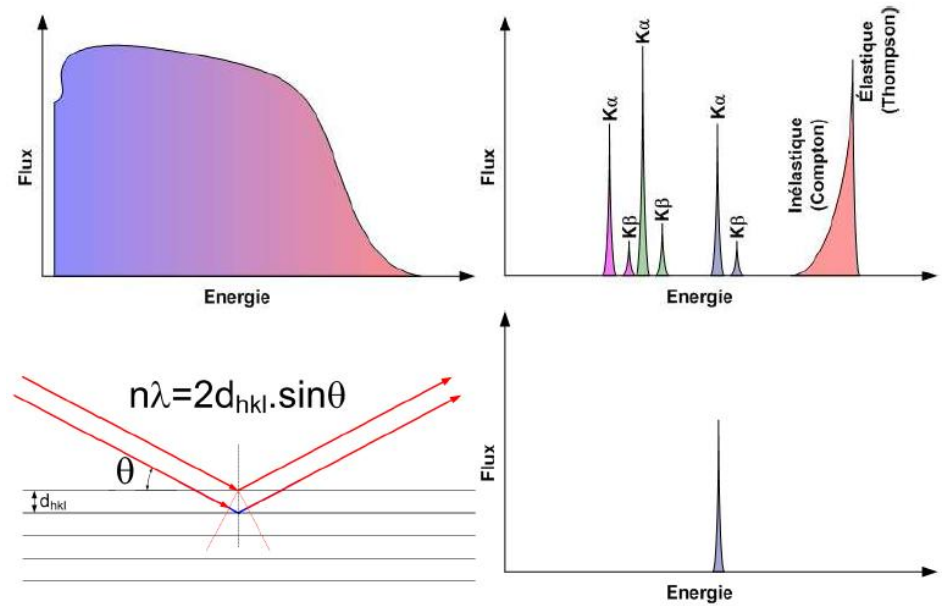 Flux
Energie
Flux
Kα
Kβ
Kα
Kβ
Kα
Kβ
Inélastique
(Compton)
Élastique
(Thompson)
Energie
nλ=2dhkl.sinθ
θ
dhkl
Flux
Energie